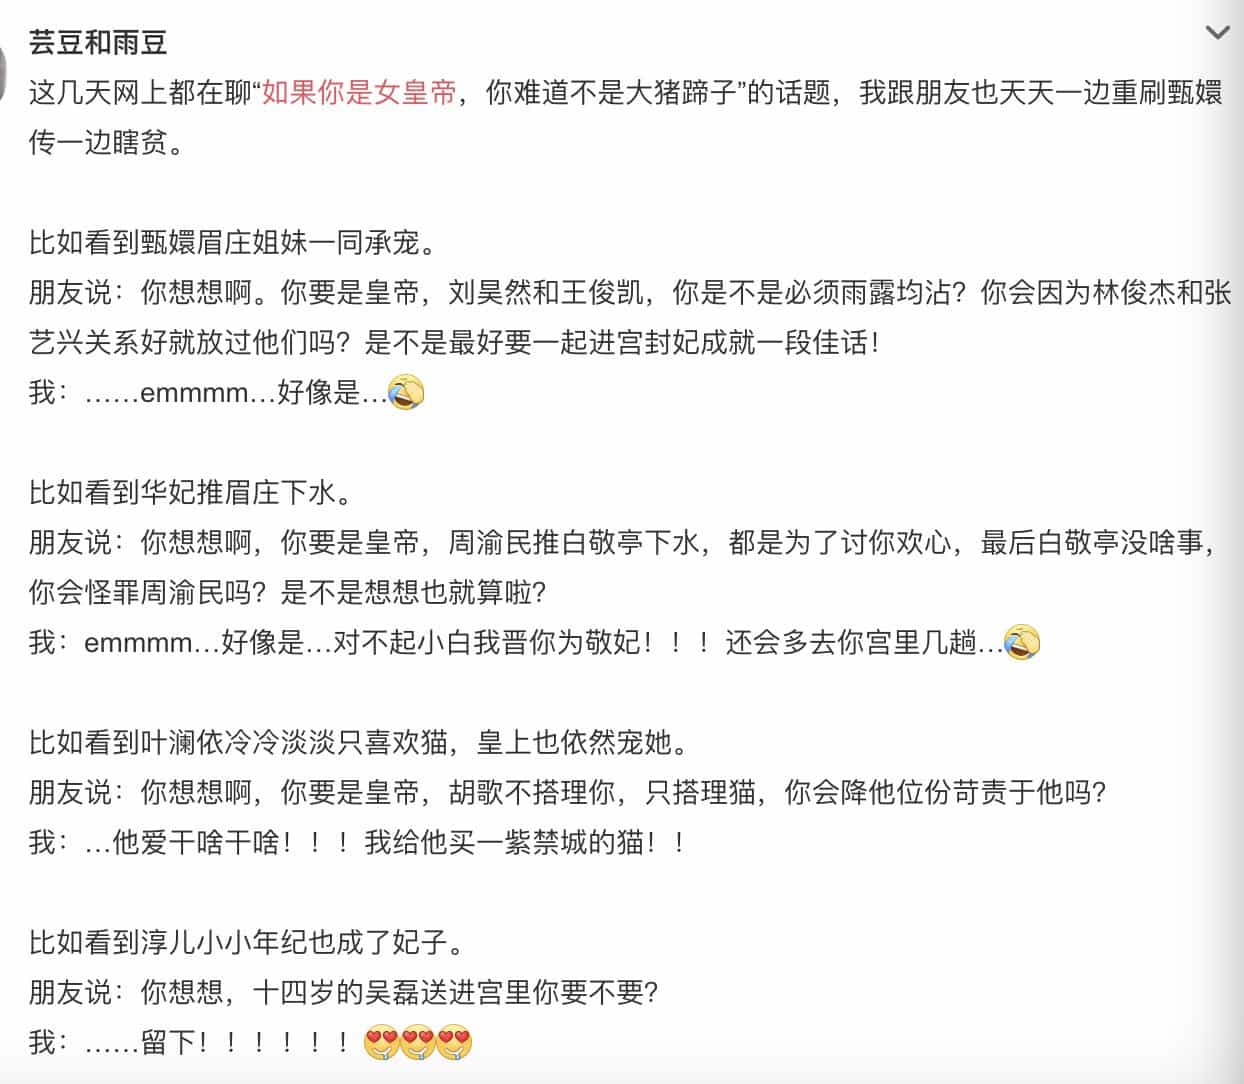 芸豆和雨豆
这几天网上都在聊“如果你是女皇帝，你难道不是大猪蹄子”的话题，我跟朋友也天天一边重刷甄嬛
传一边瞎贫。
比如看到甄嬛眉庄姐妹一同承宠。
朋友说：你想想啊。你要是皇帝，刘昊然和王俊凯，你是不是必须雨露均沾？你会因为林俊杰和张
艺兴关系好就放过他们吗？是不是最好要一起进宫封妃成就一段佳话！
我：……emmmm…好像是…
比如看到华妃推眉庄下水。
朋友说：你想想啊，你要是皇帝，周渝民推白敬亭下水，都是为了讨你欢心，最后白敬亭没啥事，
你会怪罪周渝民吗？是不是想想也就算啦？
我：emmmm…好像是…对不起小白我晋你为敬妃！！！还会多去你宫里几趟…
比如看到叶澜依冷冷淡淡只喜欢猫，皇上也依然宠她。
朋友说：你想想啊，你要是皇帝，胡歌不搭理你，只搭理猫，你会降他位份苛责于他吗？
我：…他爱干啥干啥！！！我给他买一紫禁城的猫！！
比如看到淳儿小小年纪也成了妃子。
朋友说：你想想，十四岁的吴磊送进宫里你要不要？
我：……留下！！！！！！